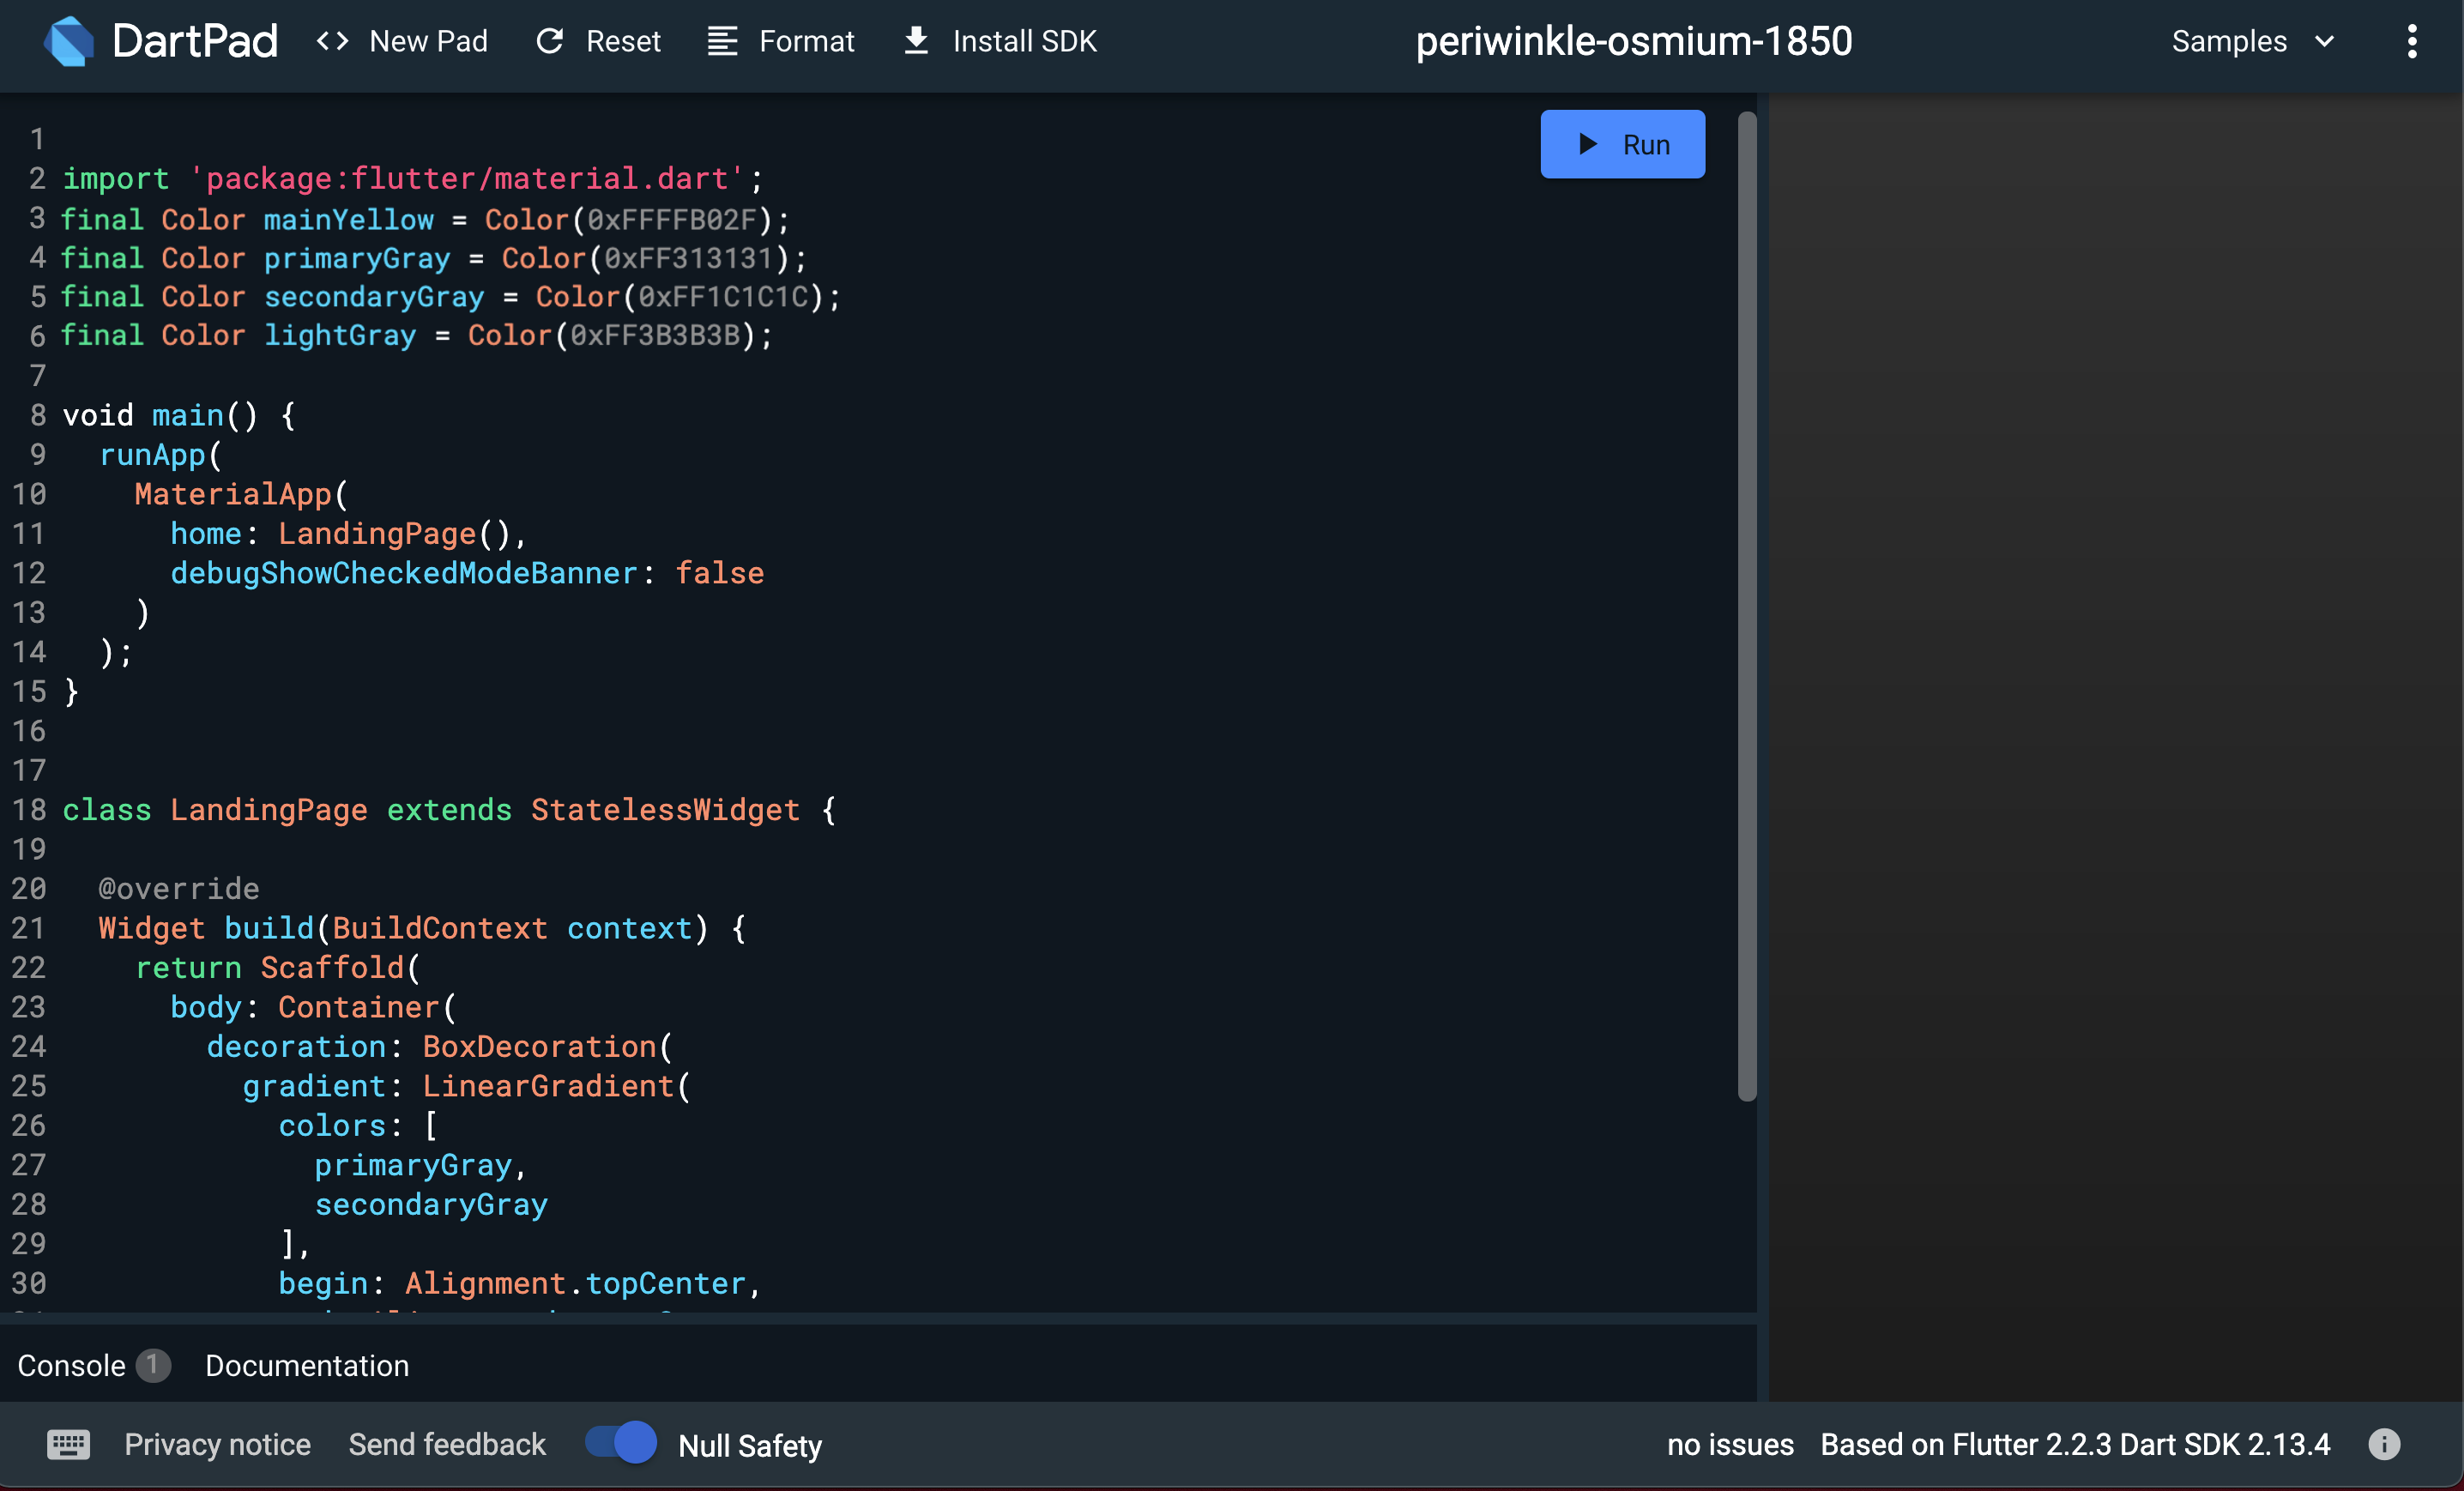 DartPad New Pad Reset Format Install SDK periwinkle-osmium-1850 Samples
Run
1
2 import 'package:flutter/material.dart';
3 final Color mainYellow = Color(0xFFFFB02F);
4 final Color primaryGray = Color(0xFF313131);
5 final Color secondaryGray = Color(0xFF1C1C1C);
6 final Color lightGray = Color(0xFF3B3B3B);
7
8 void main() {
9   runApp(
10     MaterialApp(
11       home: LandingPage(),
12       debugShowCheckedModeBanner: false
13     )
14   );
15 }
16
17
18 class LandingPage extends StatelessWidget {
19
20   @override
21   Widget build(BuildContext context) {
22     return Scaffold(
23       body: Container(
24         decoration: BoxDecoration(
25           gradient: LinearGradient(
26             colors: [
27               primaryGray,
28               secondaryGray
29             ],
30             begin: Alignment.topCenter,
Console 1 Documentation
Privacy notice Send feedback Null Safety no issues Based on Flutter 2.2.3 Dart SDK 2.13.4